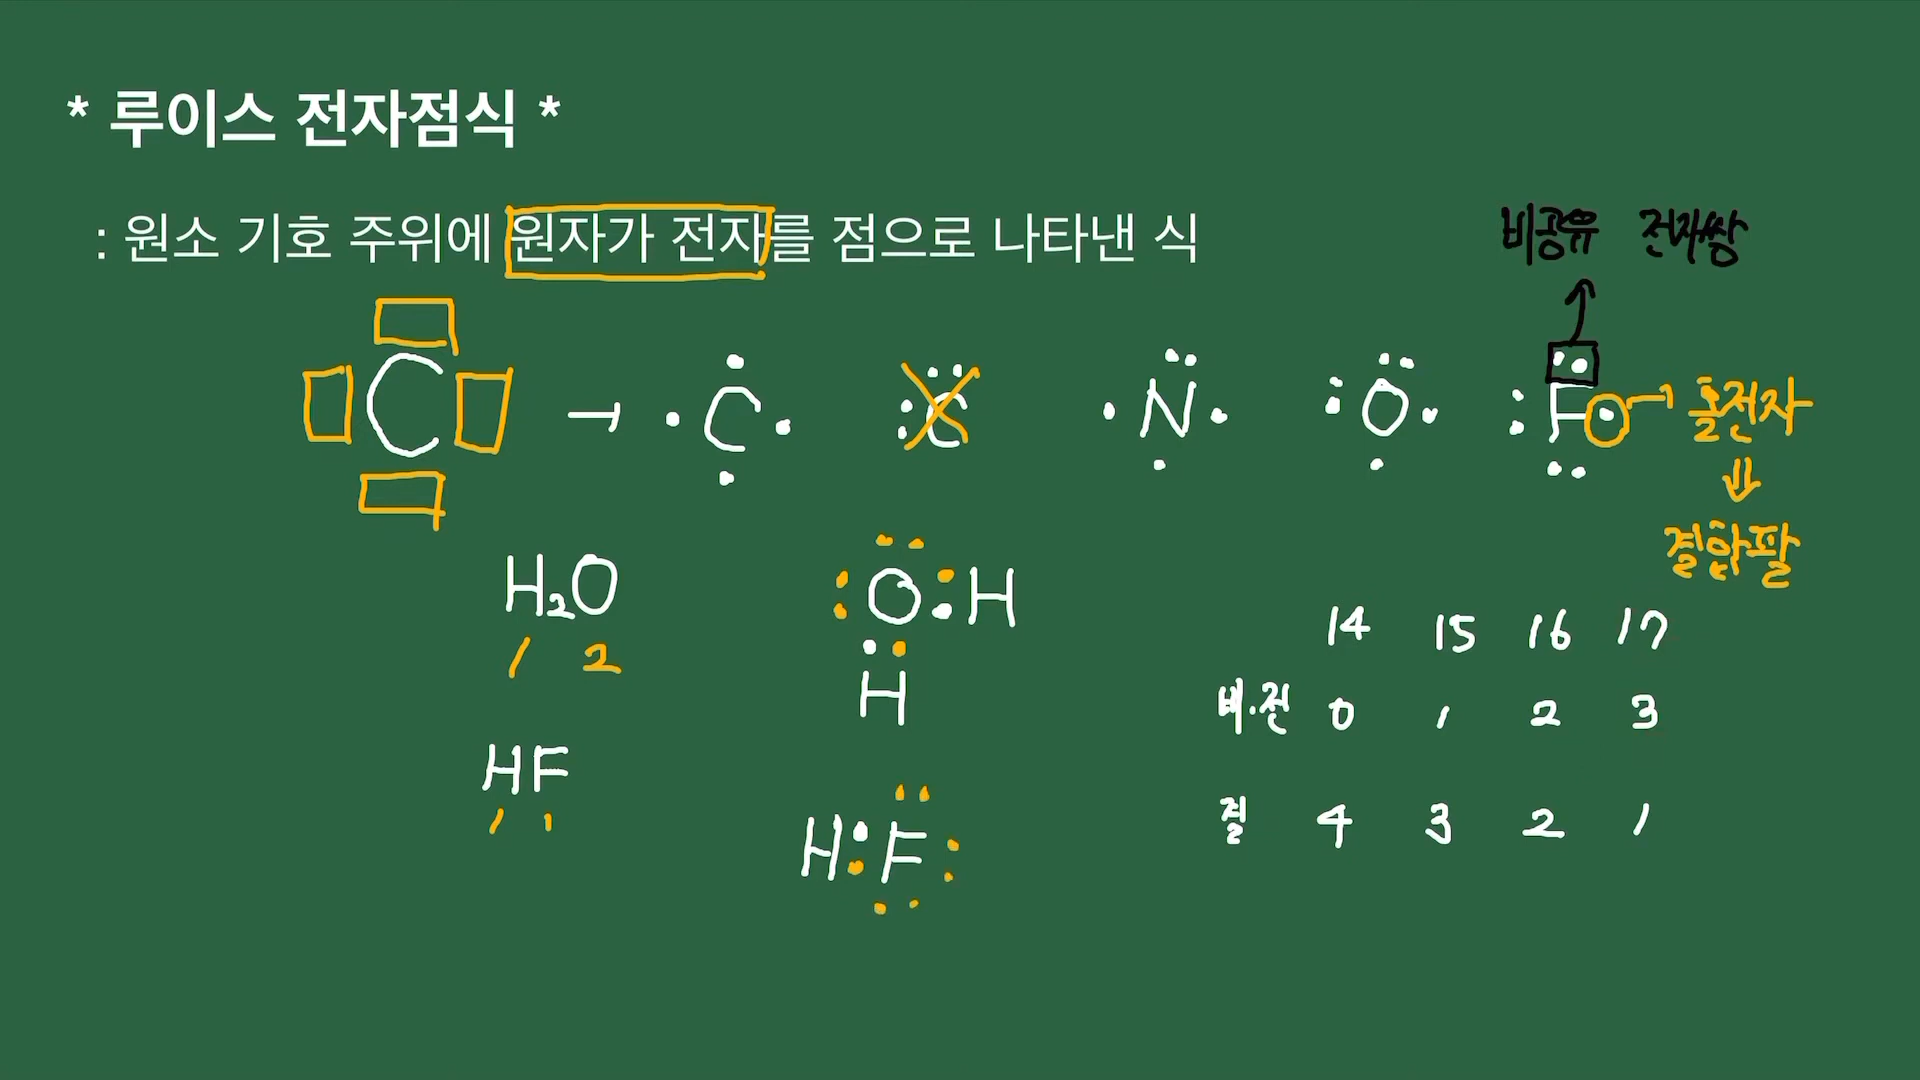 * 루이스 전자점식 *
: 원소 기호 주위에 원자가 전자를 점으로 나타낸 식
비공유 전자쌍
C → C C N O F → 홀전자
⇓
결합팔
H₂O O H
1 2
H
14 15 16 17
비.전 0 1 2 3
HF
1 1
H F
결 4 3 2 1